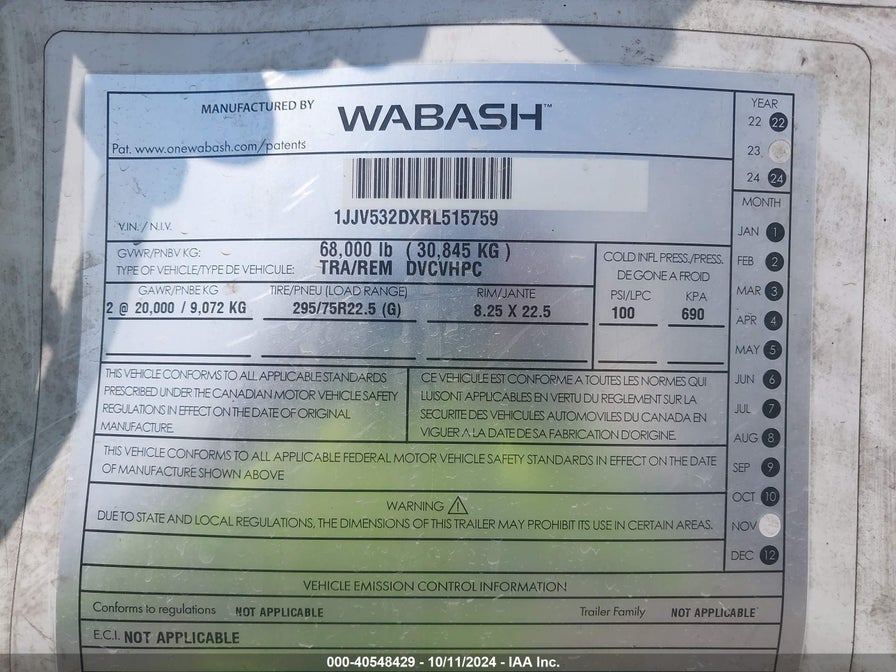 MANUFACTURED BY WABASH™
Pat. www.onewabash.com/patents
1JJV532DXRL515759
V.I.N. / N.I.V.
GVWR/PNBV KG: 68,000 lb ( 30,845 KG )
TYPE OF VEHICLE/TYPE DE VEHICULE: TRA/REM DVCVHPC
COLD INFL PRESS./PRESS.
DE GONE A FROID
GAWR/PNBE KG TIRE/PNEU (LOAD RANGE) RIM/JANTE PSI/LPC KPA
2 @ 20,000 / 9,072 KG 295/75R22.5 (G) 8.25 X 22.5 100 690
THIS VEHICLE CONFORMS TO ALL APPLICABLE STANDARDS
PRESCRIBED UNDER THE CANADIAN MOTOR VEHICLE SAFETY
REGULATIONS IN EFFECT ON THE DATE OF ORIGINAL
MANUFACTURE.
CE VEHICULE EST CONFORME A TOUTES LES NORMES QUI
LUI SONT APPLICABLES EN VERTU DU REGLEMENT SUR LA
SECURITE DES VEHICULES AUTOMOVILES DU CANADA EN
VIGUER A LA DATE DE SA FABRICATION D'ORIGINE.
THIS VEHICLE CONFORMS TO ALL APPLICABLE FEDERAL MOTOR VEHICLE SAFETY STANDARDS IN EFFECT ON THE DATE
OF MANUFACTURE SHOWN ABOVE
WARNING
DUE TO STATE AND LOCAL REGULATIONS, THE DIMENSIONS OF THIS TRAILER MAY PROHIBIT ITS USE IN CERTAIN AREAS.
VEHICLE EMISSION CONTROL INFORMATION
Conforms to regulations NOT APPLICABLE Trailer Family NOT APPLICABLE
E.C.I. NOT APPLICABLE
YEAR
22 22
23
24 24
MONTH
JAN 1
FEB 2
MAR 3
APR 4
MAY 5
JUN 6
JUL 7
AUG 8
SEP 9
OCT 10
NOV
DEC 12
000-40548429 - 10/11/2024 - IAA Inc.